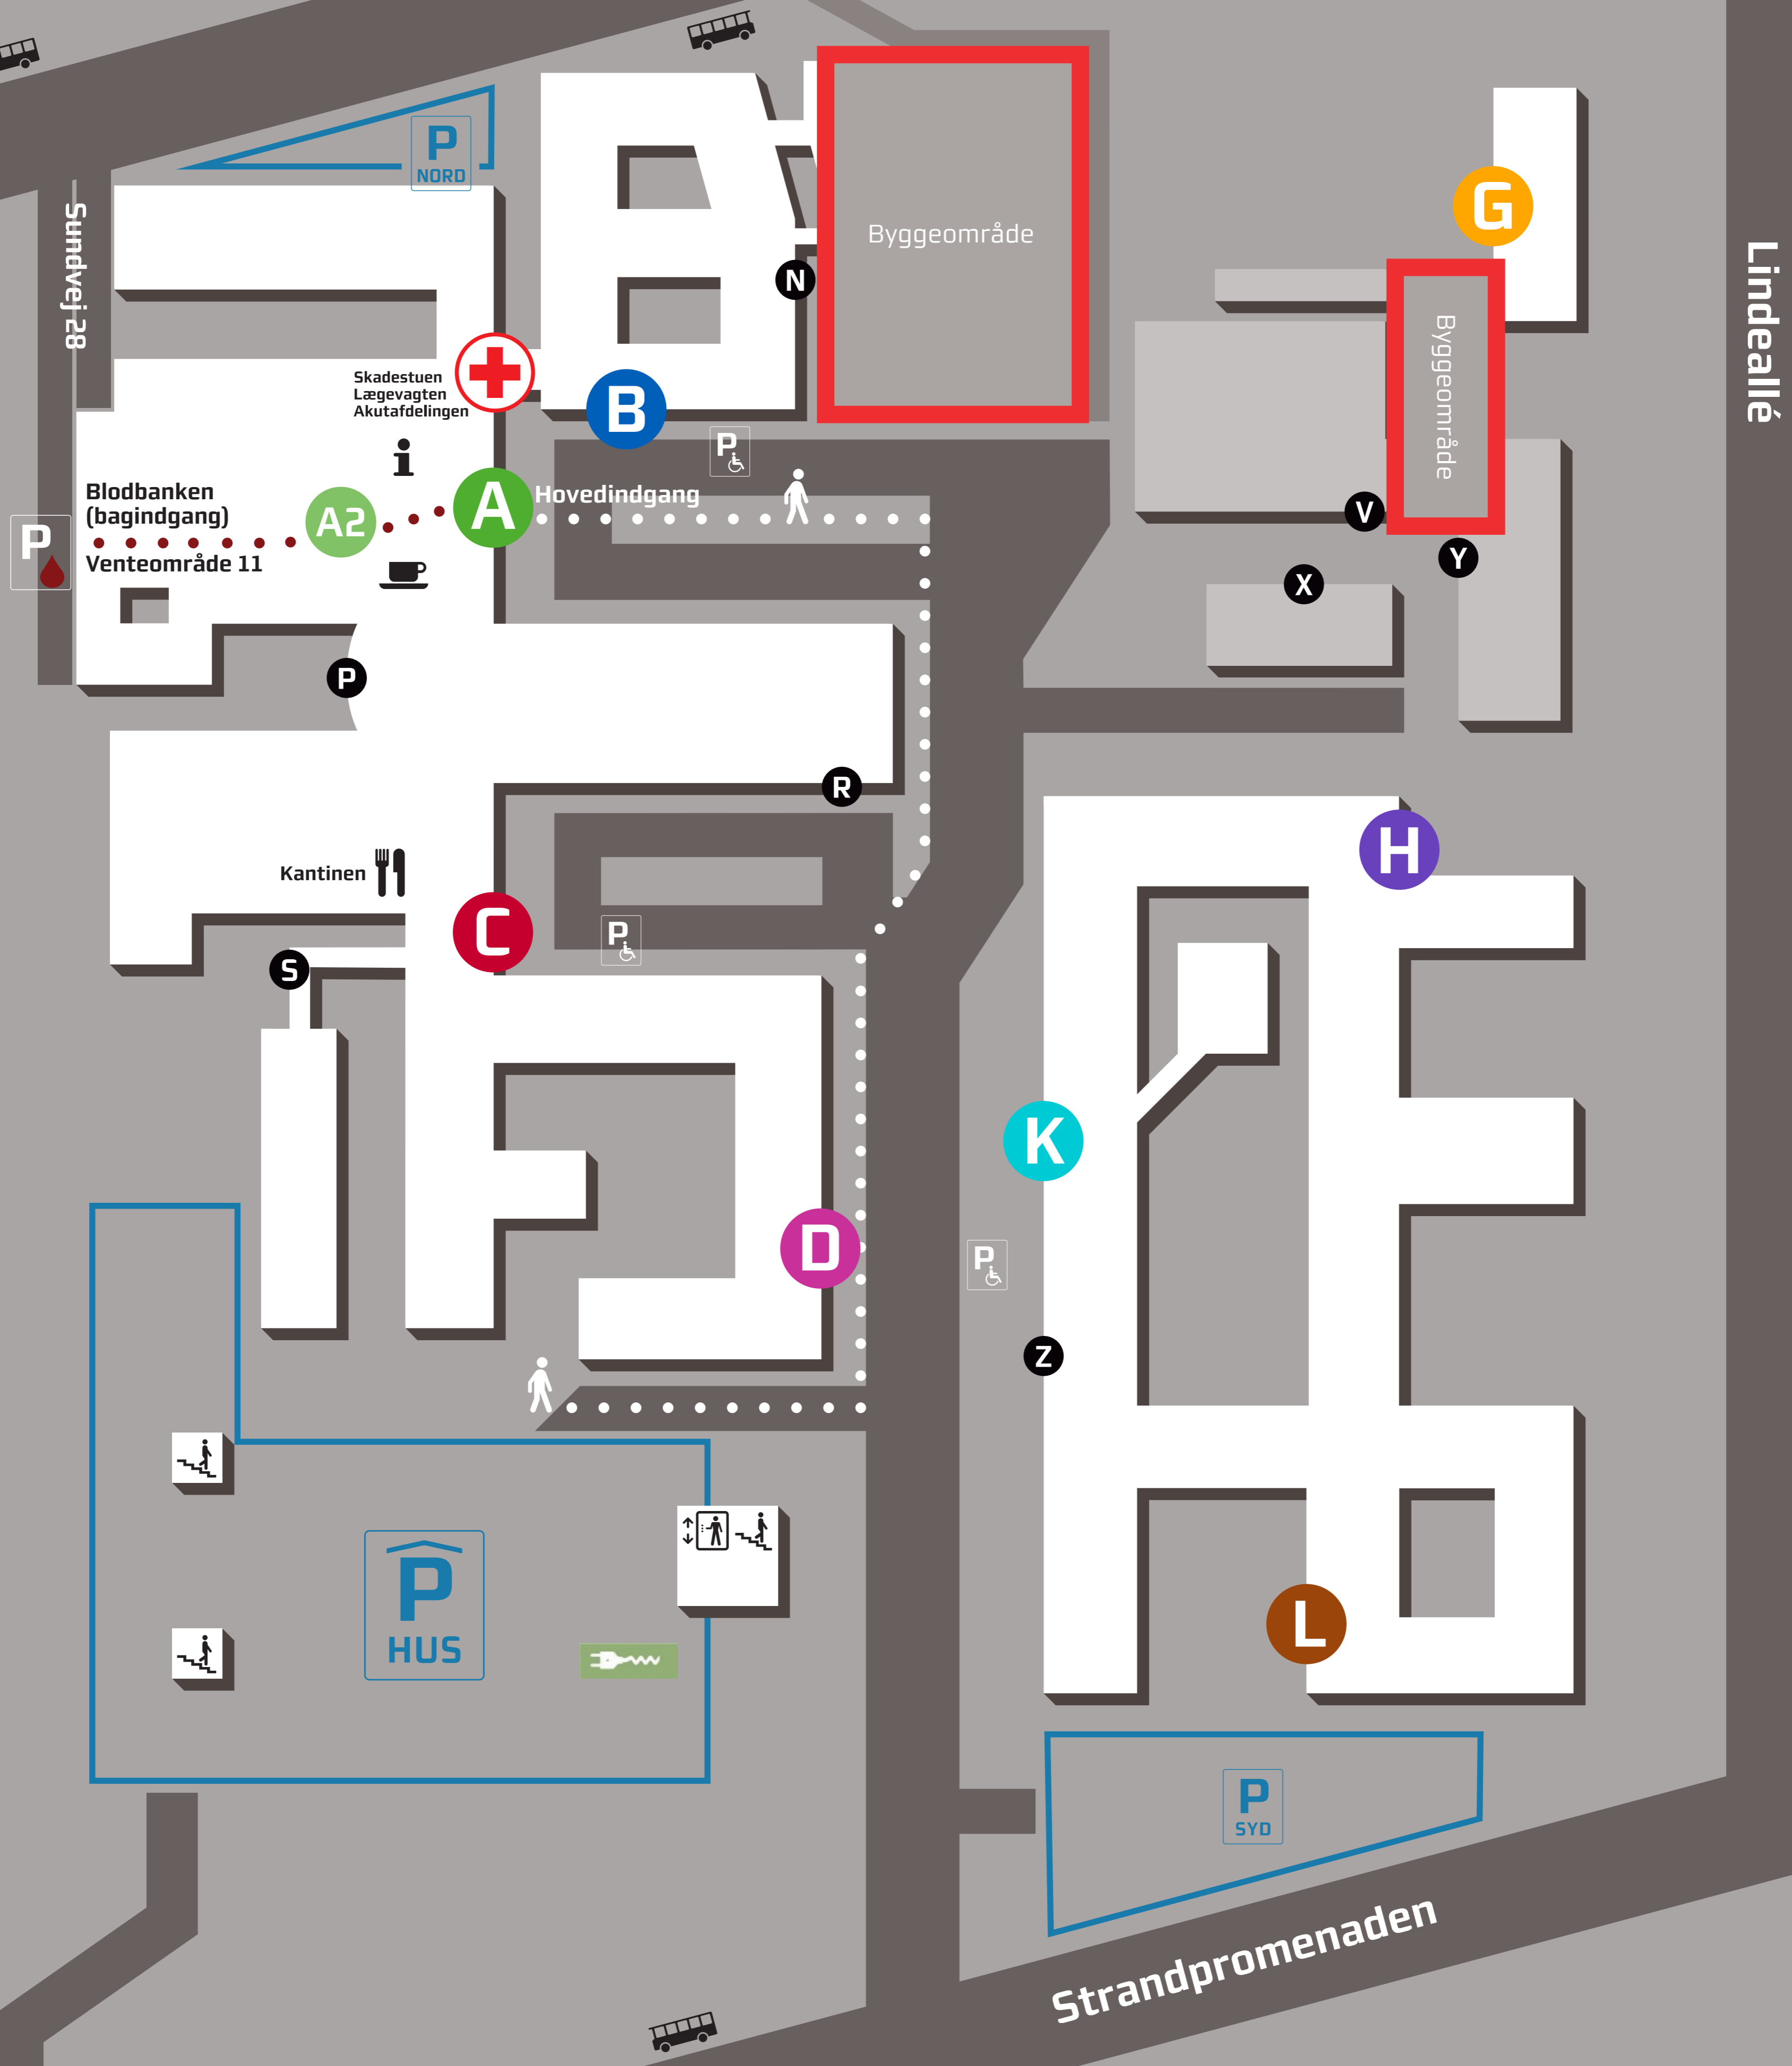 P
NORD
Sundvej 28
Byggeområde
G
Lindeallé
N
Byggeområde
Skadestuen
Lægevagten
Akutafdelingen
B
P
i
Blodbanken
(bagindgang)
A2
A
Hovedindgang
V
P
Venteområde 11
Y
X
P
R
Kantinen
H
C
P
S
K
D
P
Z
P
HUS
L
P
SYD
Strandpromenaden